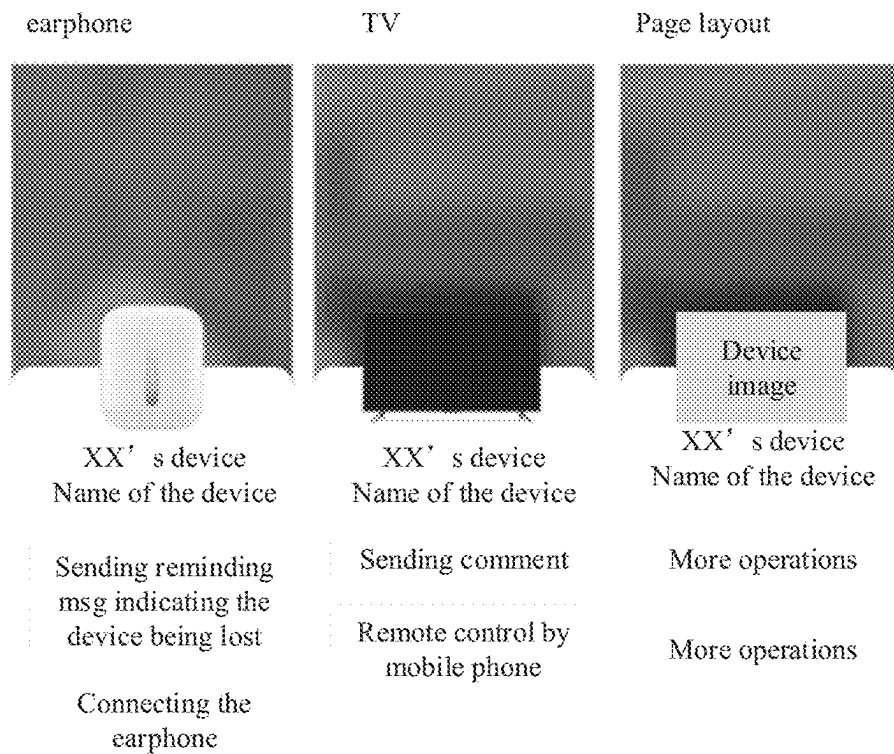 earphone
TV
Page layout
Device
image
XX’ s device
Name of the device
XX’ s device
Name of the device
XX’ s device
Name of the device
Sending reminding
msg indicating the
device being lost
Connecting the
earphone
Sending comment
Remote control by
mobile phone
More operations
More operations